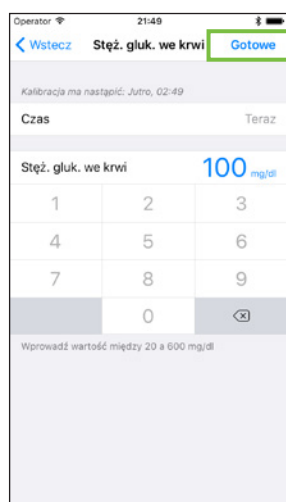 Operator 21:49
Wstecz Stęż. gluk. we krwi Gotowe
Kalibracja ma nastąpić: Jutro, 02:49
Czas Teraz
Stęż. gluk. we krwi 100 mg/dl
1 2 3
4 5 6
7 8 9
0
Wprowadź wartość między 20 a 600 mg/dl